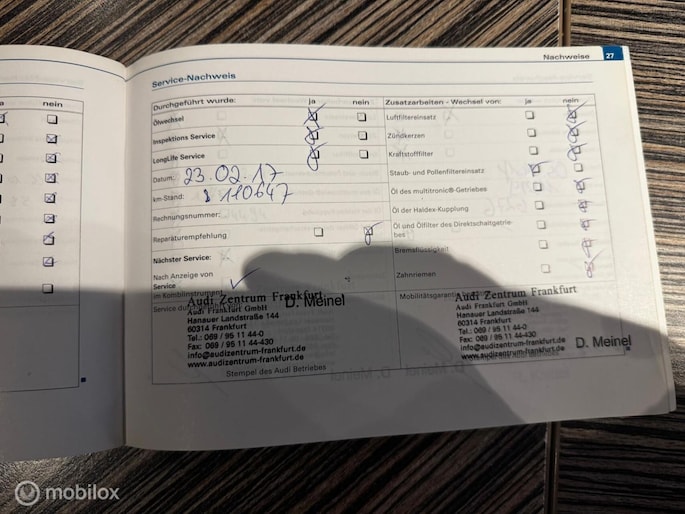 Nachweise 27
Service-Nachweis
ja nein
Durchgeführt wurde: ja nein
Ölwechsel
Inspektions Service
LongLife Service
Datum: 23.02.17
km-Stand: 110647
Rechnungsnummer:
Reparaturempfehlung
Nächster Service:
Nach Anzeige von
Service
im Kombiinstrument
Audi Zentrum Frankfurt
Audi Frankfurt GmbH
Hanauer Landstraße 144
60314 Frankfurt
Tel.: 069 / 95 11 44-0
Fax: 069 / 95 11 44-430
info@audizentrum-frankfurt.de
www.audizentrum-frankfurt.de
D. Meinel
Stempel des Audi Betriebes
Zusatzarbeiten - Wechsel von: ja nein
Luftfiltereinsatz
Zündkerzen
Kraftstofffilter
Staub- und Pollenfiltereinsatz
Öl des multitronic®-Getriebes
Öl der Haldex-Kupplung
Öl und Ölfilter des Direktschaltgetrie-
bes
Bremsflüssigkeit
Zahnriemen
Mobilitätsgarantie
Audi Zentrum Frankfurt
Audi Frankfurt GmbH
Hanauer Landstraße 144
60314 Frankfurt
Tel.: 069 / 95 11 44-0
Fax: 069 / 95 11 44-430
info@audizentrum-frankfurt.de
www.audizentrum-frankfurt.de
D. Meinel
mobilox